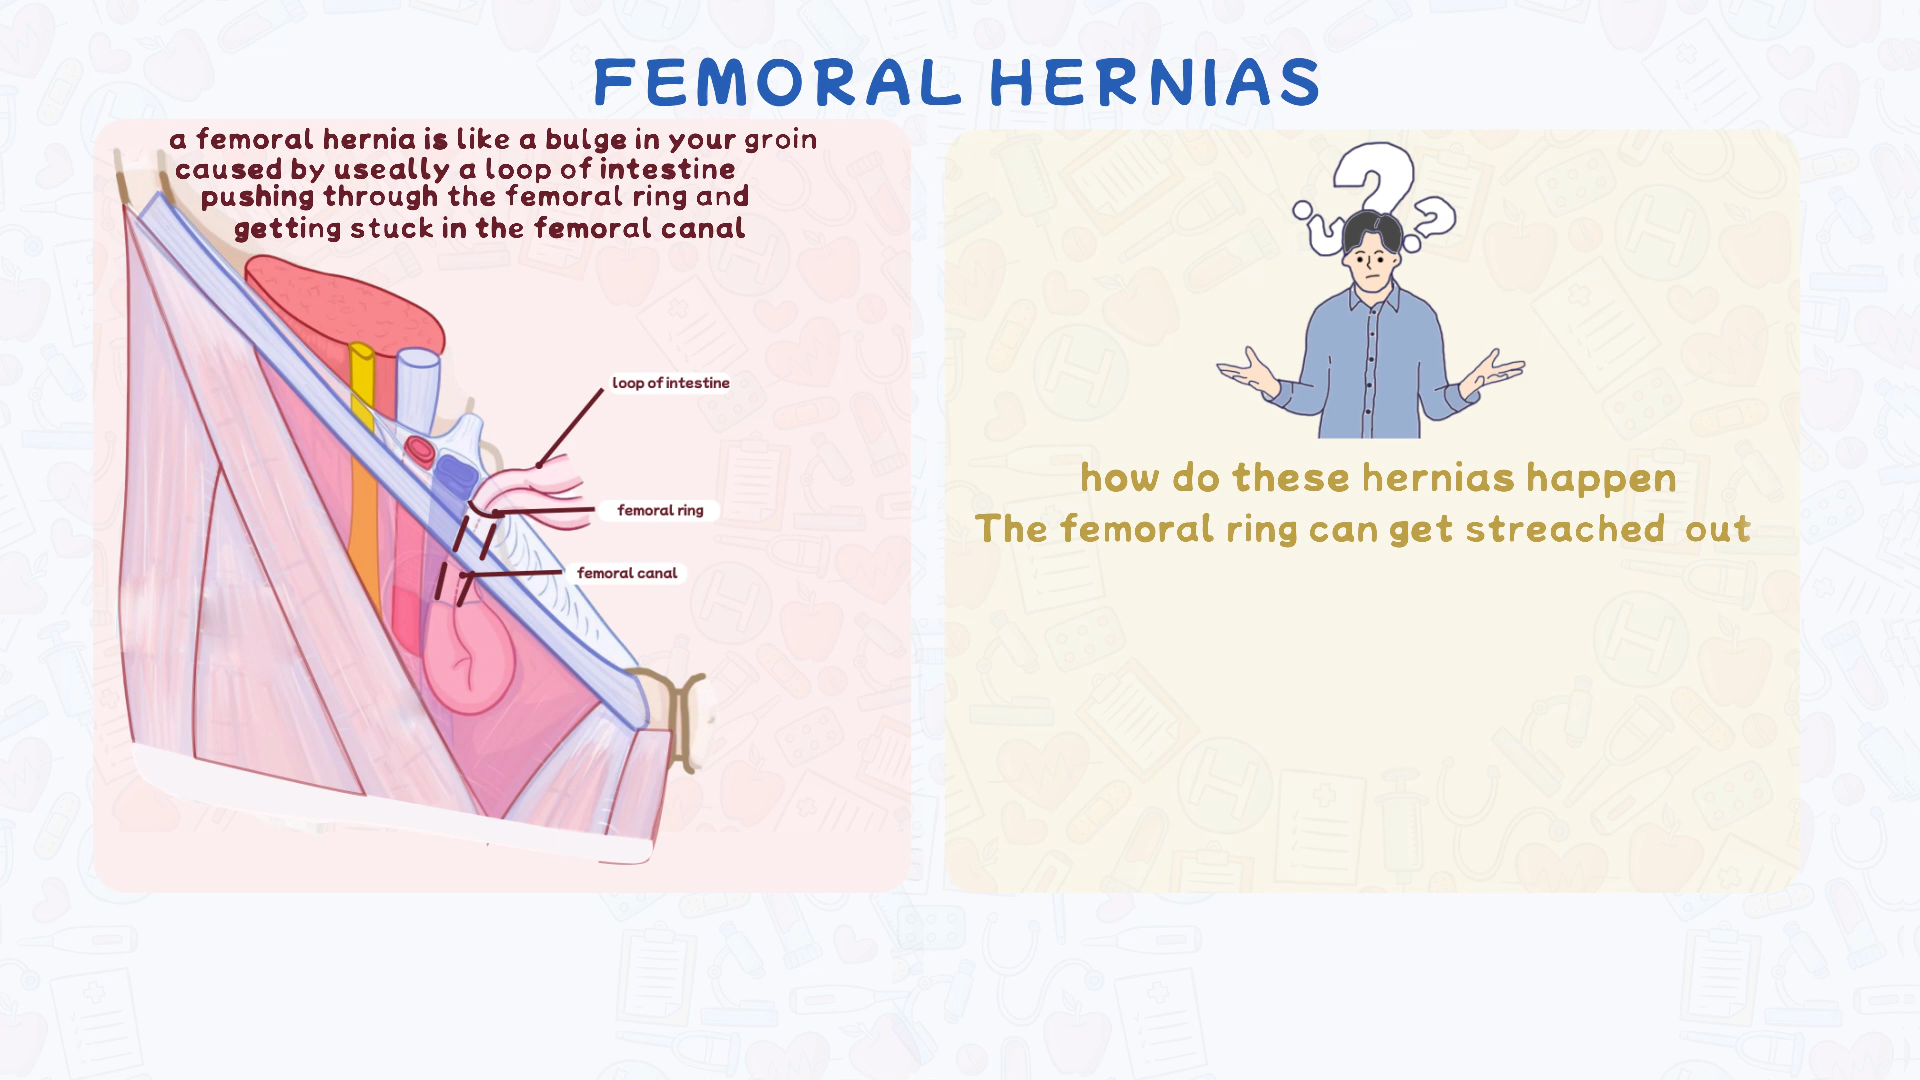 FEMORAL HERNIAS
a femoral hernia is like a bulge in your groin
caused by useally a loop of intestine
pushing through the femoral ring and
getting stuck in the femoral canal
loop of intestine
femoral ring
femoral canal
how do these hernias happen
The femoral ring can get streached out